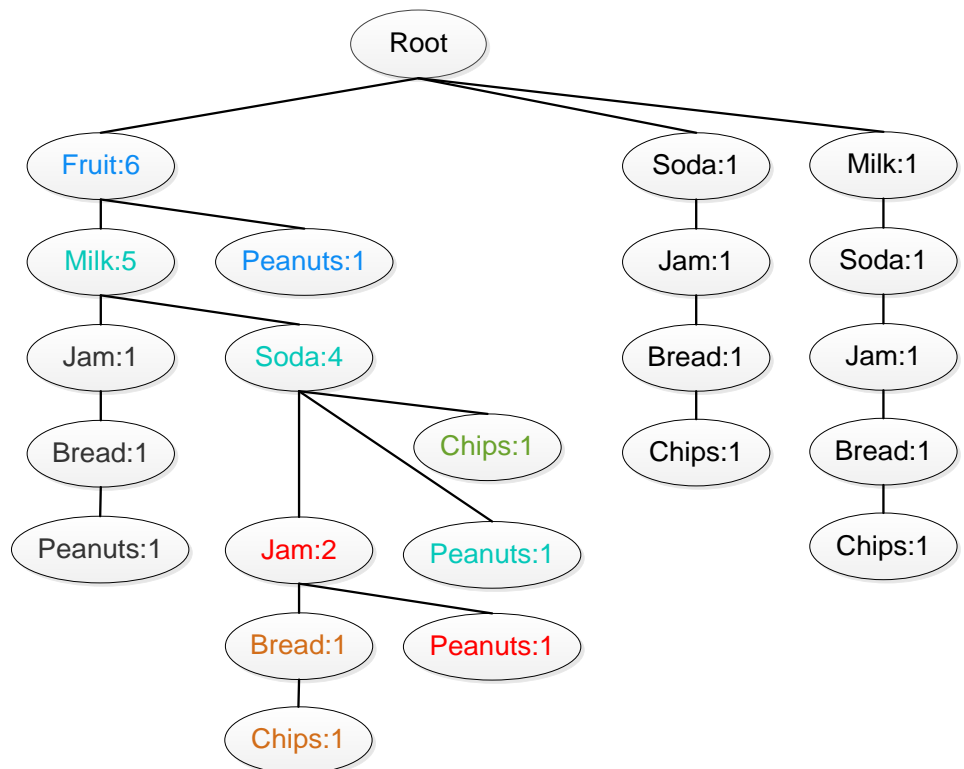 Root
Fruit:6
Soda:1
Milk:1
Milk:5
Peanuts:1
Jam:1
Soda:1
Jam:1
Soda:4
Bread:1
Jam:1
Bread:1
Chips:1
Chips:1
Bread:1
Peanuts:1
Jam:2
Peanuts:1
Chips:1
Bread:1
Peanuts:1
Chips:1